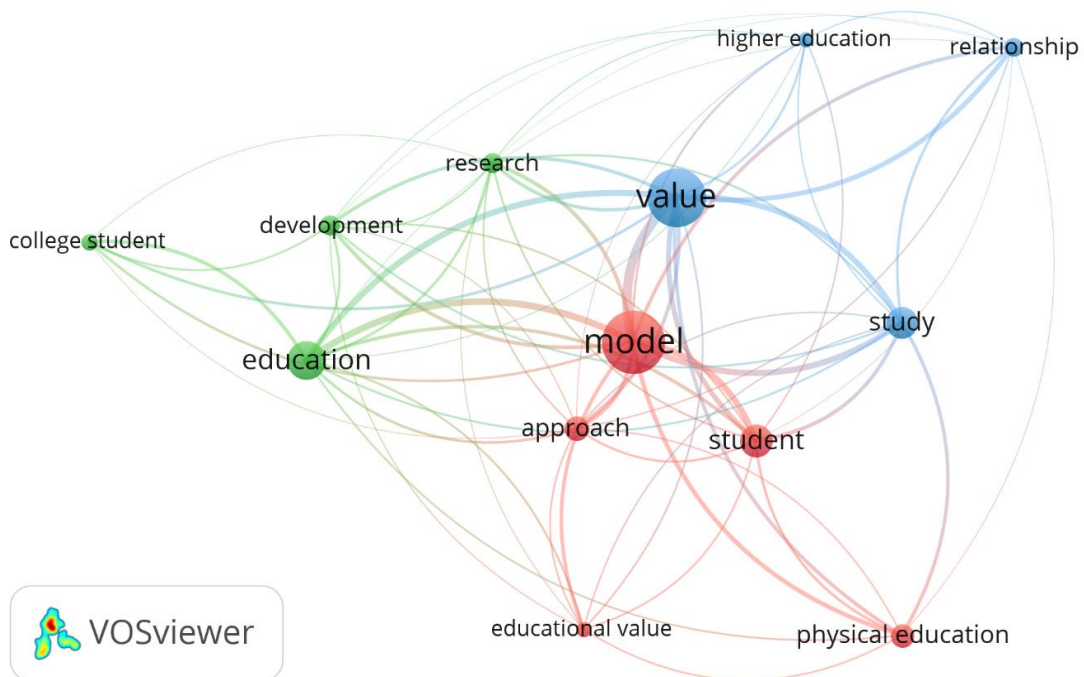 higher education
relationship
research
value
development
college student
study
model
education
approach
student
educational value
physical education
VOSviewer